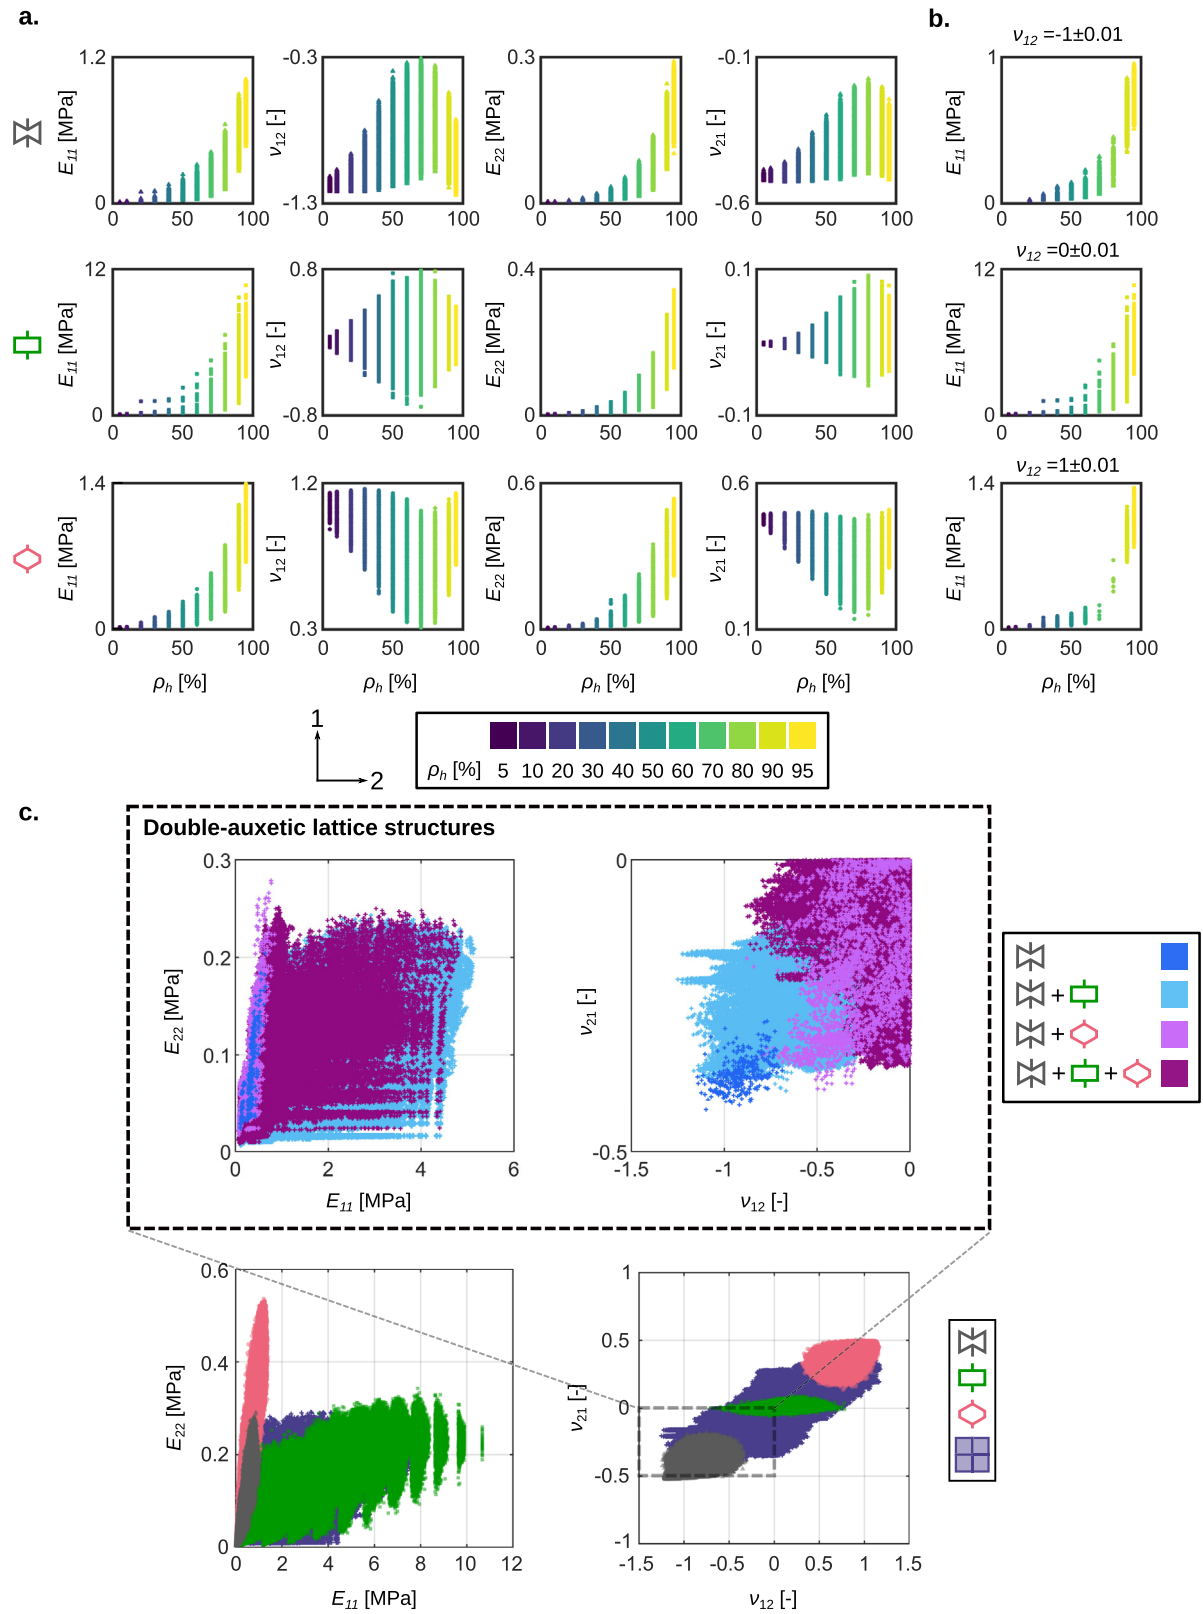 a.
b.
ν12 =-1±0.01
1.2
0
E11 [MPa]
0 50 100
-0.3
-1.3
ν12 [-]
0 50 100
0.3
0
E22 [MPa]
0 50 100
-0.1
-0.6
ν21 [-]
0 50 100
1
0
E11 [MPa]
0 50 100
ν12 =0±0.01
12
0
E11 [MPa]
0 50 100
0.8
-0.8
ν12 [-]
0 50 100
0.4
0
E22 [MPa]
0 50 100
0.1
-0.1
ν21 [-]
0 50 100
12
0
E11 [MPa]
0 50 100
ν12 =1±0.01
1.4
0
E11 [MPa]
0 50 100
ρh [%]
1.2
0.3
ν12 [-]
0 50 100
ρh [%]
0.6
0
E22 [MPa]
0 50 100
ρh [%]
0.6
0.1
ν21 [-]
0 50 100
ρh [%]
1.4
0
E11 [MPa]
0 50 100
ρh [%]
1
2
ρh [%] 5 10 20 30 40 50 60 70 80 90 95
c.
Double-auxetic lattice structures
0.3
0.2
0.1
0
E22 [MPa]
0 2 4 6
E11 [MPa]
0
-0.5
ν21 [-]
-1.5 -1 -0.5 0
ν12 [-]
+
+
+ +
0.6
0.4
0.2
0
E22 [MPa]
0 2 4 6 8 10 12
E11 [MPa]
1
0.5
0
-0.5
-1
ν21 [-]
-1.5 -1 -0.5 0 0.5 1 1.5
ν12 [-]